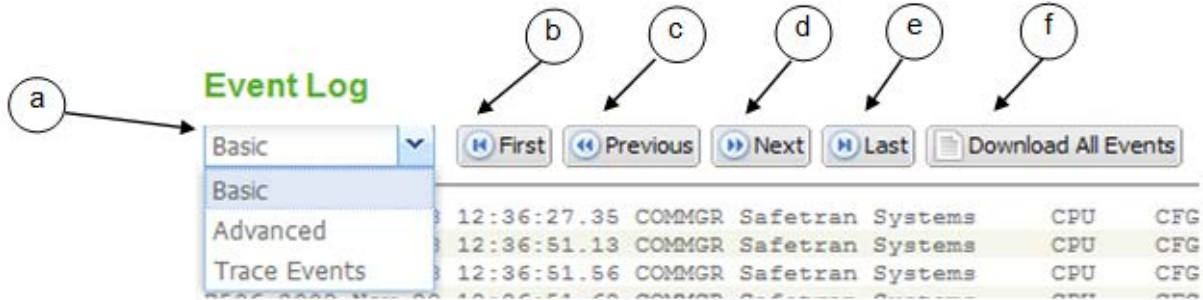 b c d e f
a
Event Log
Basic First Previous Next Last Download All Events
Basic
12:36:27.35 COMMGR Safetran Systems CPU CFG
Advanced
12:36:51.13 COMMGR Safetran Systems CPU CFG
Trace Events
12:36:51.56 COMMGR Safetran Systems CPU CFG